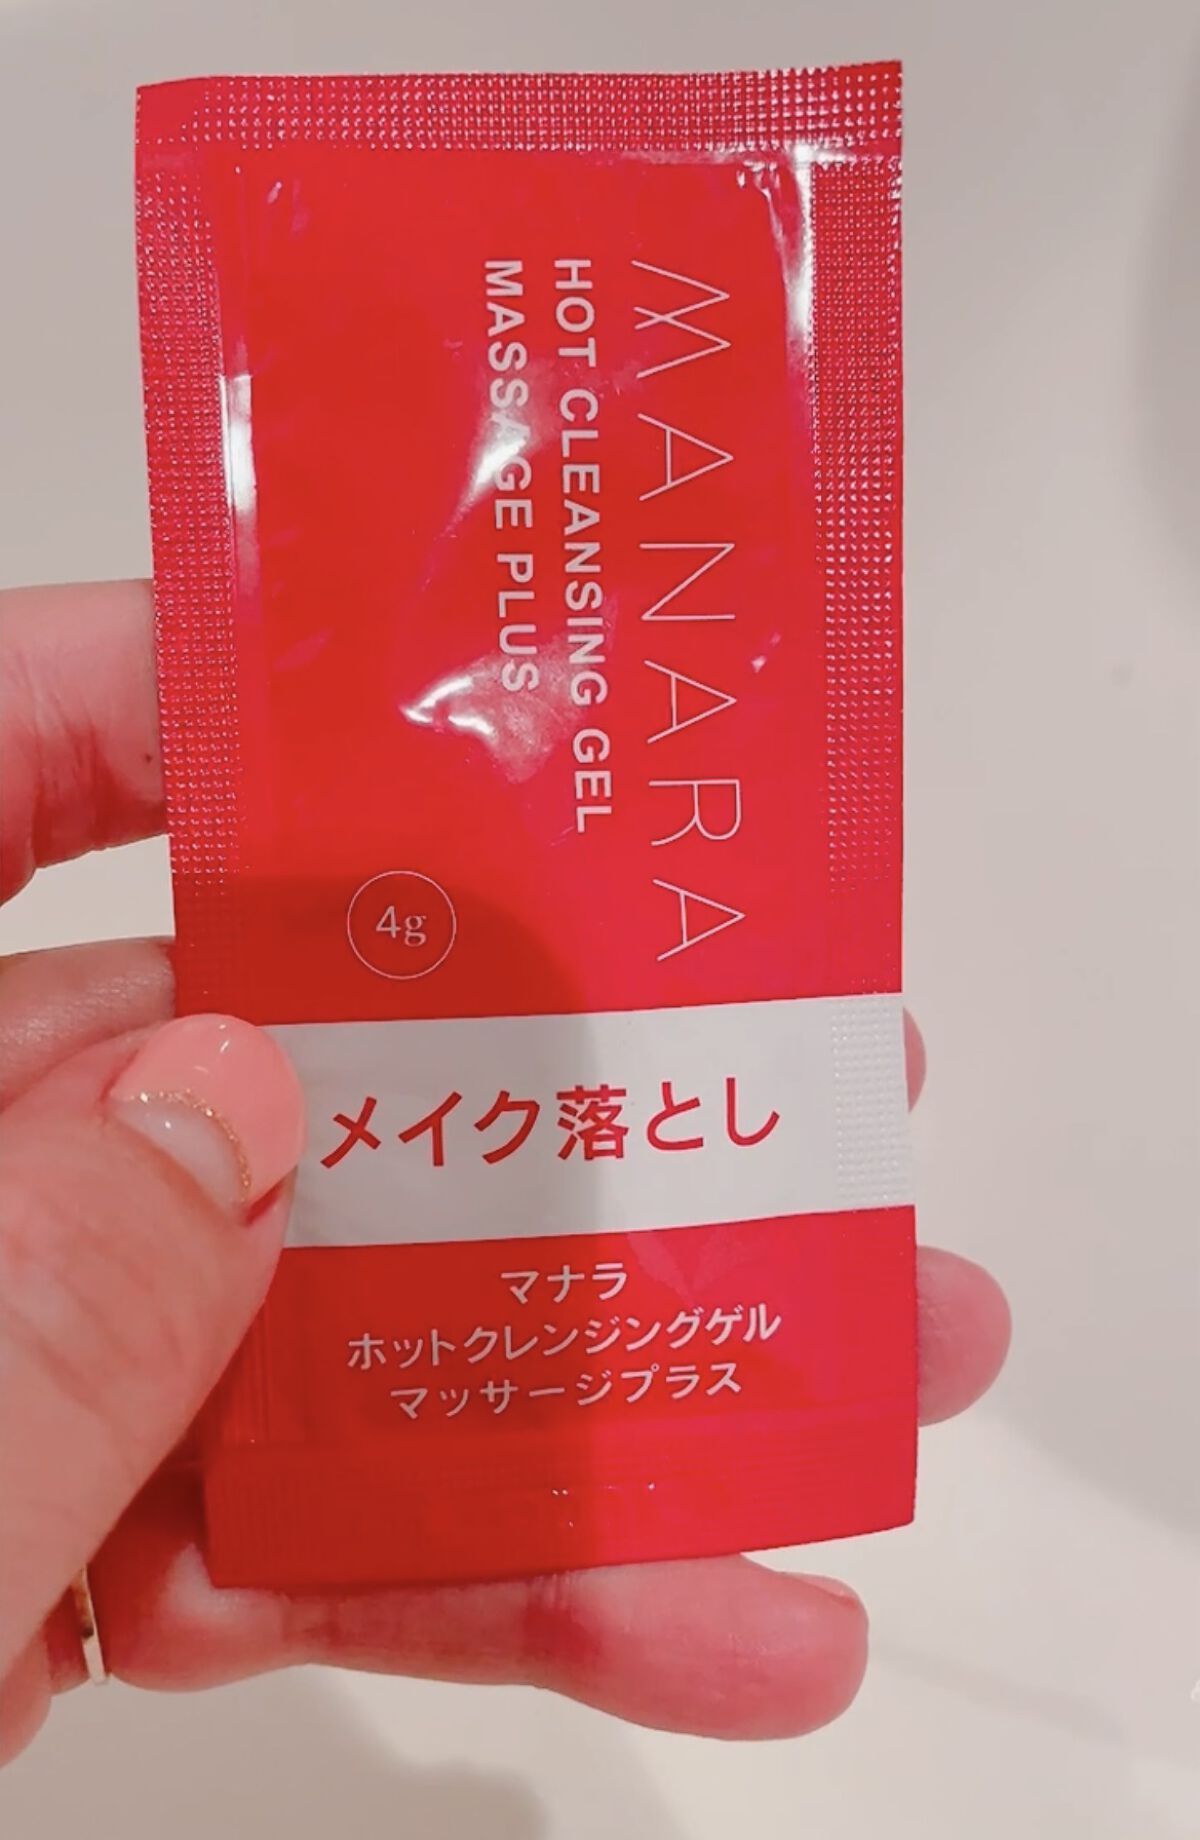 MANARA
HOT CLEANSING GEL
MASSAGE PLUS
4g
メイク落とし
マナラ
ホットクレンジングゲル
マッサージプラス